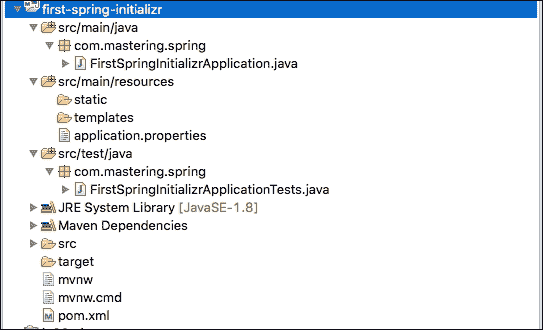 first-spring-initializr
src/main/java
com.mastering.spring
FirstSpringInitializrApplication.java
src/main/resources
static
templates
application.properties
src/test/java
com.mastering.spring
FirstSpringInitializrApplicationTests.java
JRE System Library [JavaSE-1.8]
Maven Dependencies
src
target
mvnw
mvnw.cmd
pom.xml